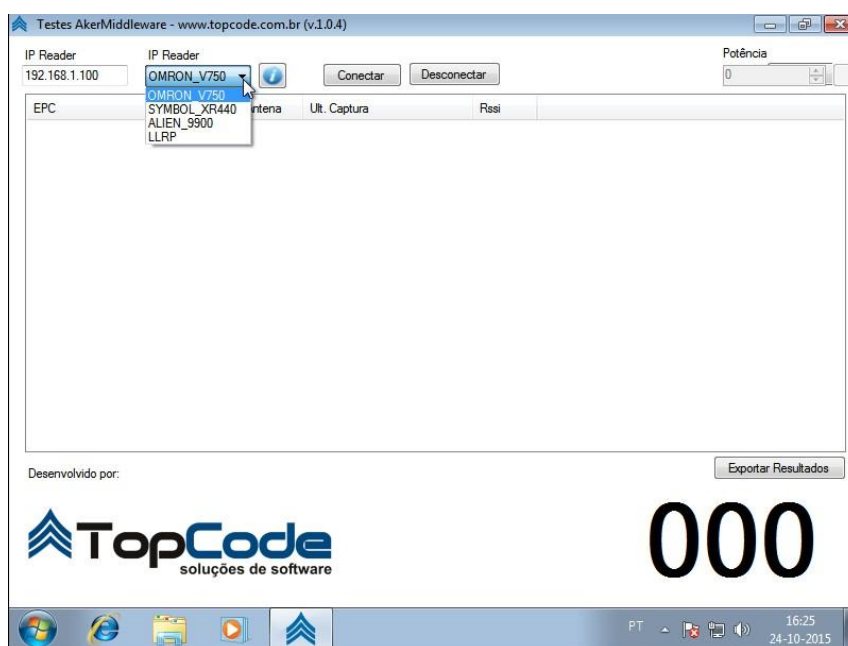 Testes AkerMiddleware - www.topcode.com.br (v.1.0.4)
IP Reader IP Reader Potência
192.168.1.100 OMRON_V750 Conectar Desconectar 0
OMRON_V750
SYMBOL_XR440
ALIEN_9900
LLRP
EPC ntena Ult. Captura Rssi
Exportar Resultados
Desenvolvido por:
TopCode
soluções de software
000
PT 16:25
24-10-2015